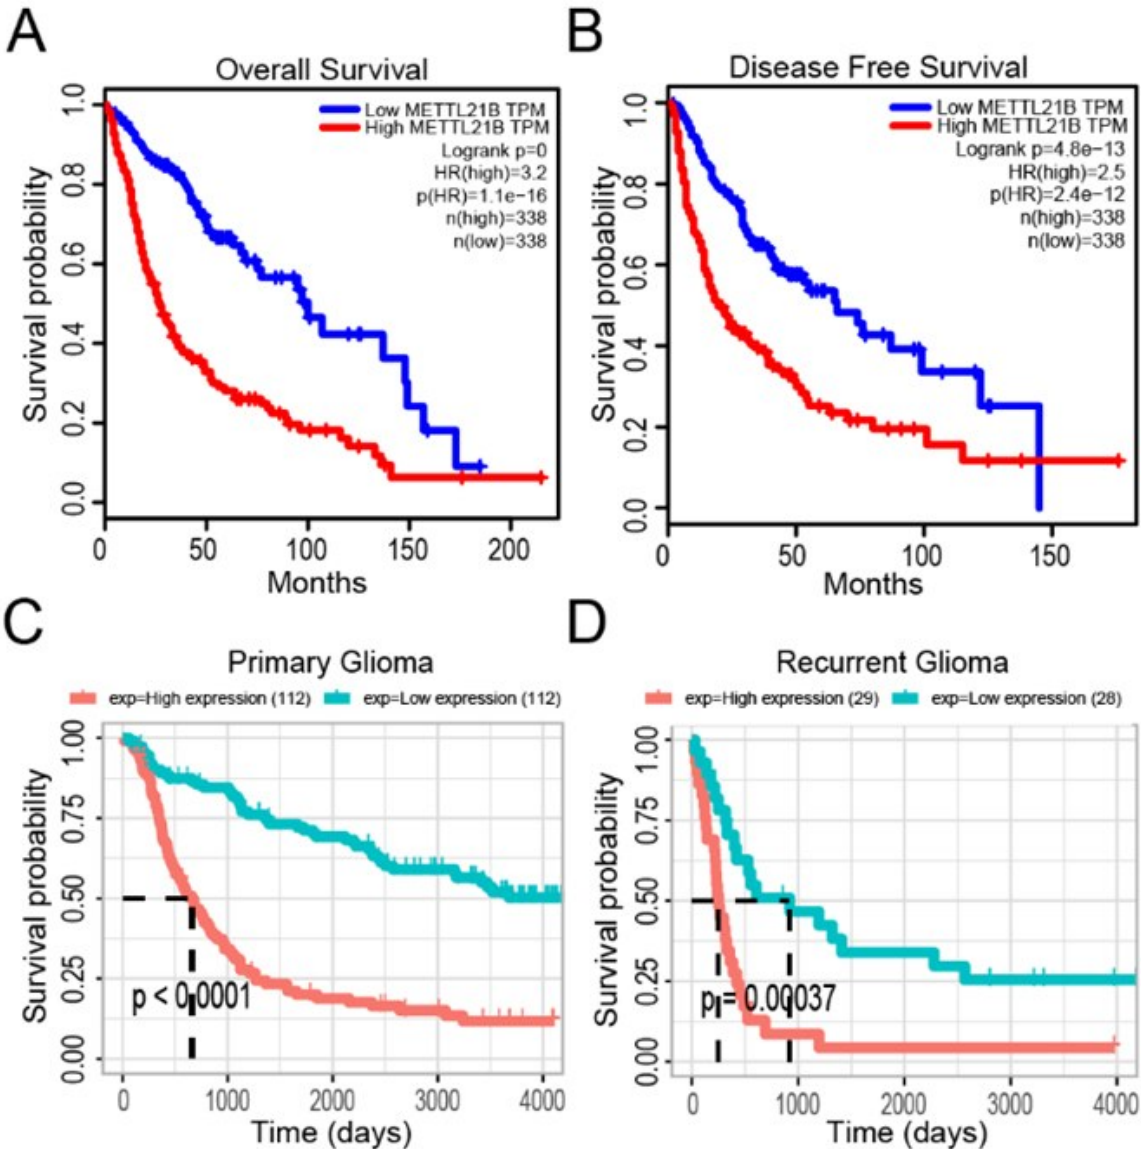 A
Overall Survival
Low METTL21B TPM
High METTL21B TPM
Logrank p=0
HR(high)=3.2
p(HR)=1.1e−16
n(high)=338
n(low)=338
Survival probability
1.0
0.8
0.6
0.4
0.2
0.0
0 50 100 150 200
Months
B
Disease Free Survival
Low METTL21B TPM
High METTL21B TPM
Logrank p=4.8e−13
HR(high)=2.5
p(HR)=2.4e−12
n(high)=338
n(low)=338
Survival probability
1.0
0.8
0.6
0.4
0.2
0.0
0 50 100 150
Months
C
Primary Glioma
exp=High expression (112) exp=Low expression (112)
Survival probability
1.00
0.75
0.50
0.25
0.00
p < 0.0001
0 1000 2000 3000 4000
Time (days)
D
Recurrent Glioma
exp=High expression (29) exp=Low expression (28)
Survival probability
1.00
0.75
0.50
0.25
0.00
p = 0.00037
0 1000 2000 3000 4000
Time (days)